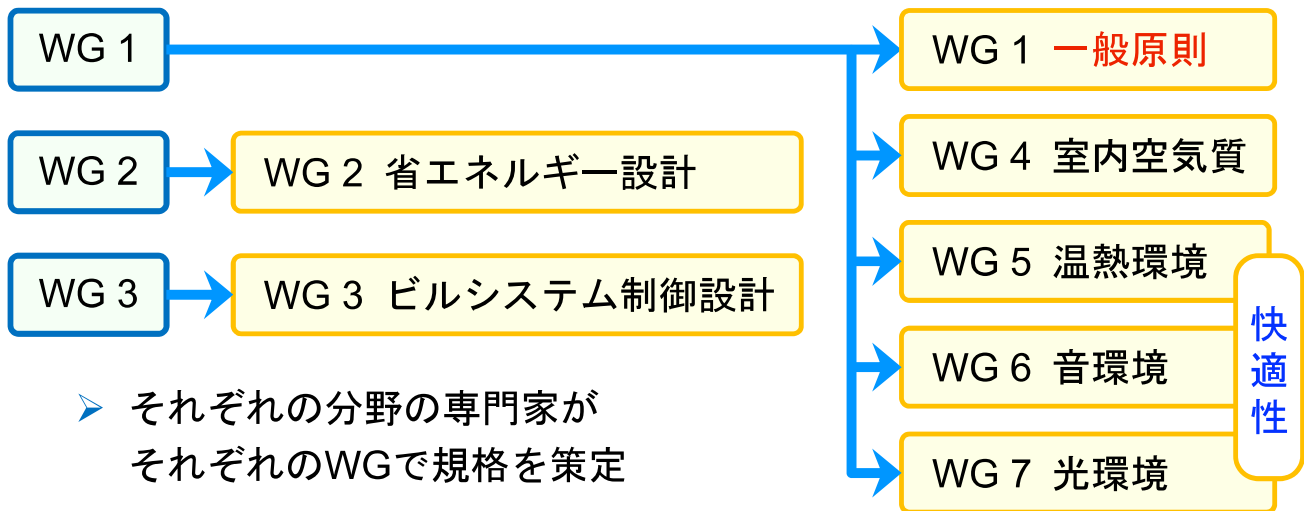 WG 1
WG 1 一般原則
WG 2
WG 2 省エネルギー設計
WG 3
WG 3 ビルシステム制御設計
WG 4 室内空気質
WG 5 温熱環境
WG 6 音環境
WG 7 光環境
快適性
それぞれの分野の専門家が
それぞれのWGで規格を策定